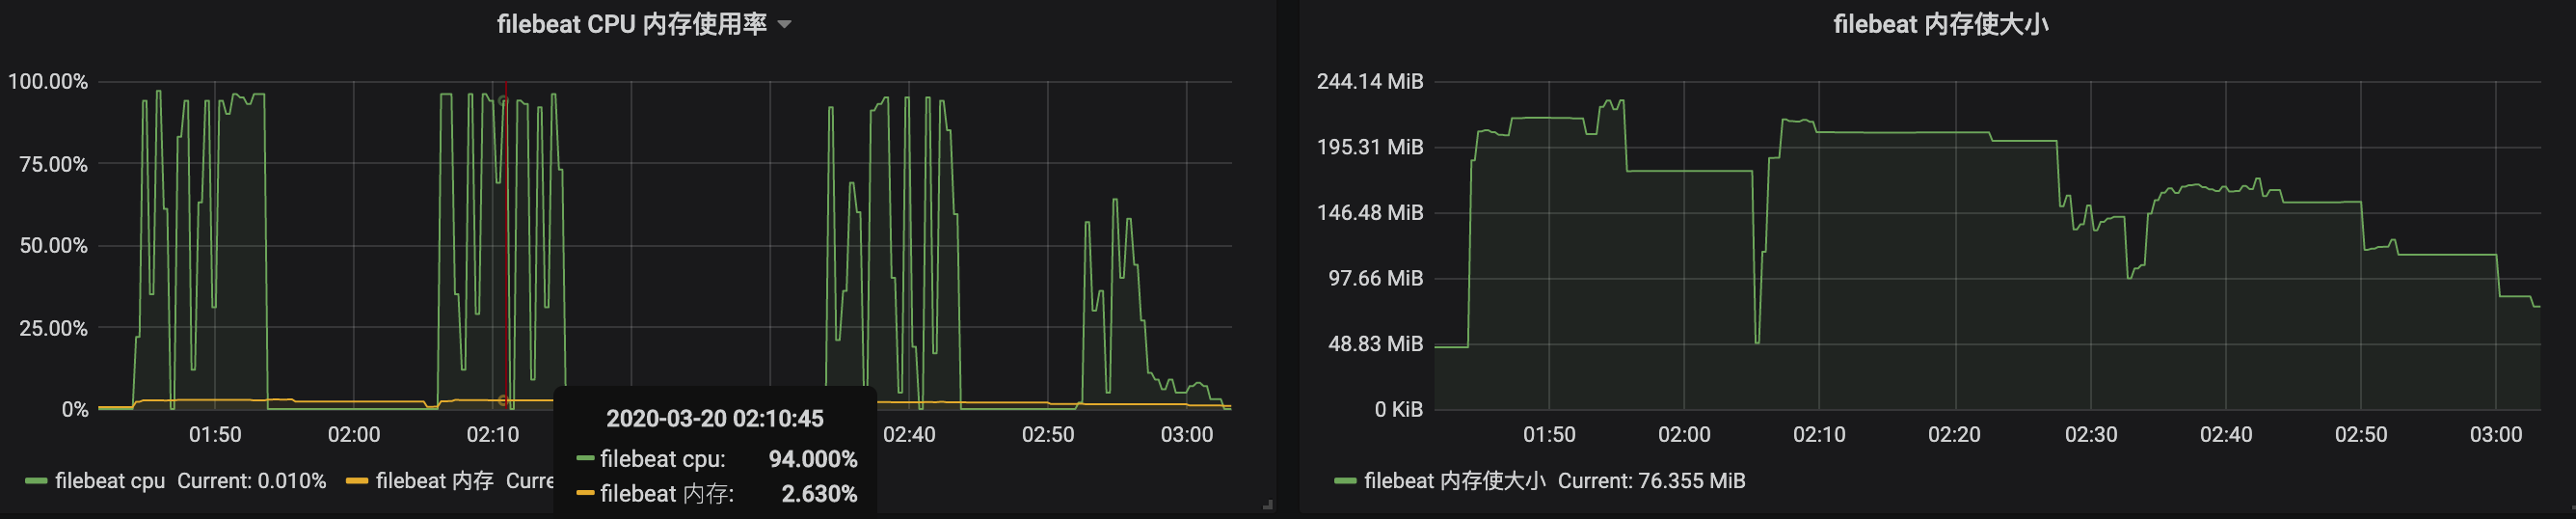 filebeat CPU 内存使用率
100.00%
75.00%
50.00%
25.00%
0%
01:50 02:00 02:10 02:40 02:50 03:00
2020-03-20 02:10:45
filebeat cpu: 94.000%
filebeat 内存: 2.630%
filebeat cpu Current: 0.010% filebeat 内存 Curre
filebeat 内存使大小
244.14 MiB
195.31 MiB
146.48 MiB
97.66 MiB
48.83 MiB
0 KiB
01:50 02:00 02:10 02:20 02:30 02:40 02:50 03:00
filebeat 内存使大小 Current: 76.355 MiB